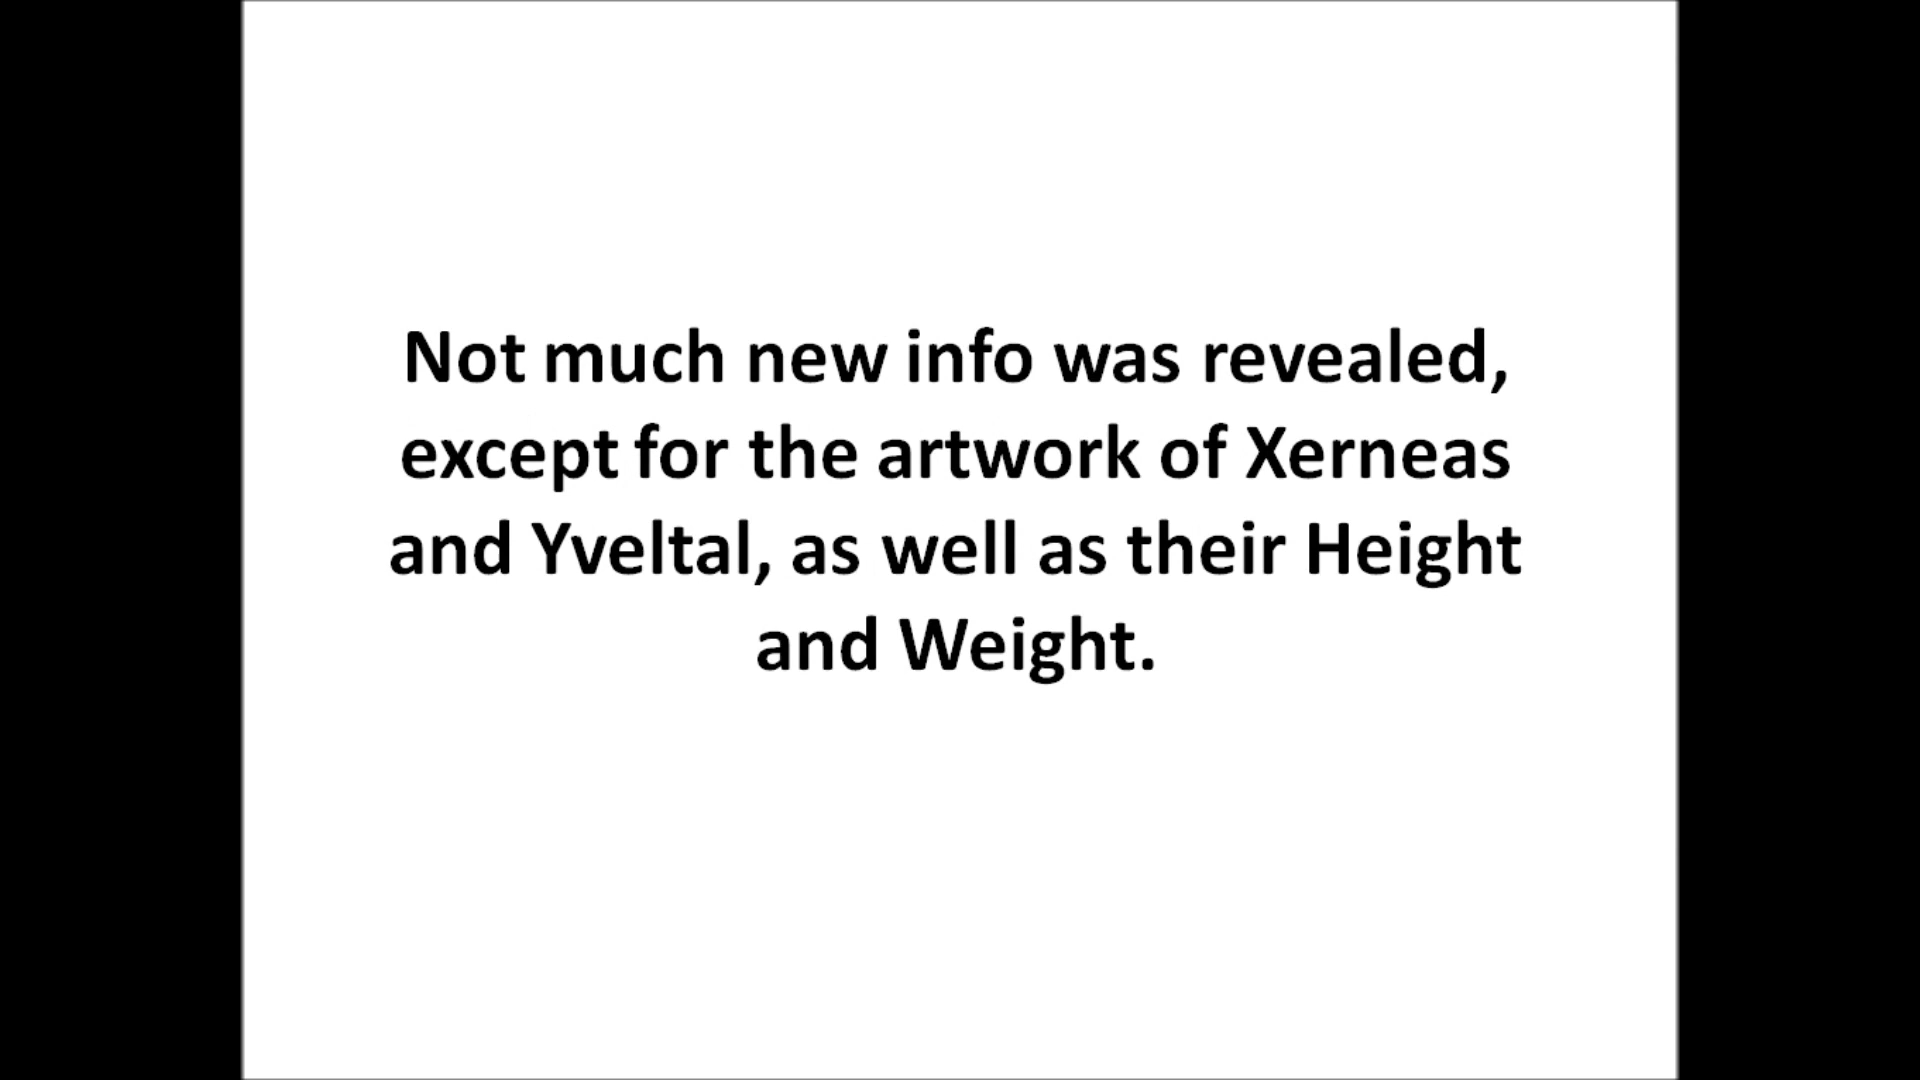 Not much new info was revealed,
except for the artwork of Xerneas
and Yveltal, as well as their Height
and Weight.